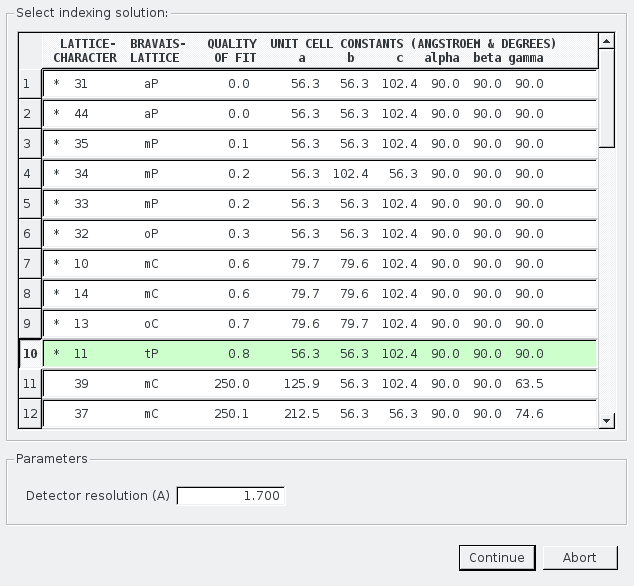 Select indexing solution:
LATTICE- BRAVAIS- QUALITY UNIT CELL CONSTANTS (ANGSTROEM & DEGREES)
CHARACTER LATTICE OF FIT a b c alpha beta gamma
1 * 31 aP 0.0 56.3 56.3 102.4 90.0 90.0 90.0
2 * 44 aP 0.0 56.3 56.3 102.4 90.0 90.0 90.0
3 * 35 mP 0.1 56.3 56.3 102.4 90.0 90.0 90.0
4 * 34 mP 0.2 56.3 102.4 56.3 90.0 90.0 90.0
5 * 33 mP 0.2 56.3 56.3 102.4 90.0 90.0 90.0
6 * 32 oP 0.3 56.3 56.3 102.4 90.0 90.0 90.0
7 * 10 mC 0.6 79.7 79.6 102.4 90.0 90.0 90.0
8 * 14 mC 0.6 79.7 79.6 102.4 90.0 90.0 90.0
9 * 13 oC 0.7 79.6 79.7 102.4 90.0 90.0 90.0
10 * 11 tP 0.8 56.3 56.3 102.4 90.0 90.0 90.0
11 39 mC 250.0 125.9 56.3 102.4 90.0 90.0 63.5
12 37 mC 250.1 212.5 56.3 56.3 90.0 90.0 74.6
Parameters
Detector resolution (A) 1.700
Continue Abort